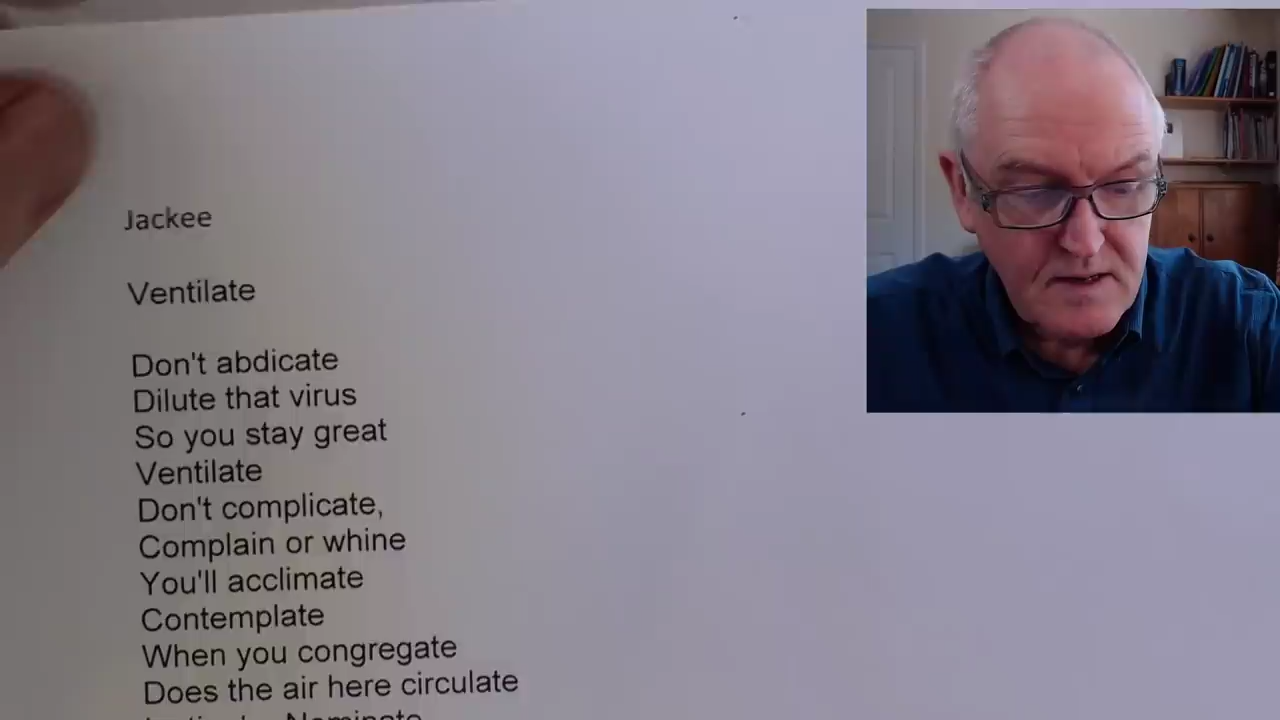 Jackee
Ventilate
Don't abdicate
Dilute that virus
So you stay great
Ventilate
Don't complicate,
Complain or whine
You'll acclimate
Contemplate
When you congregate
Does the air here circulate
Nominate